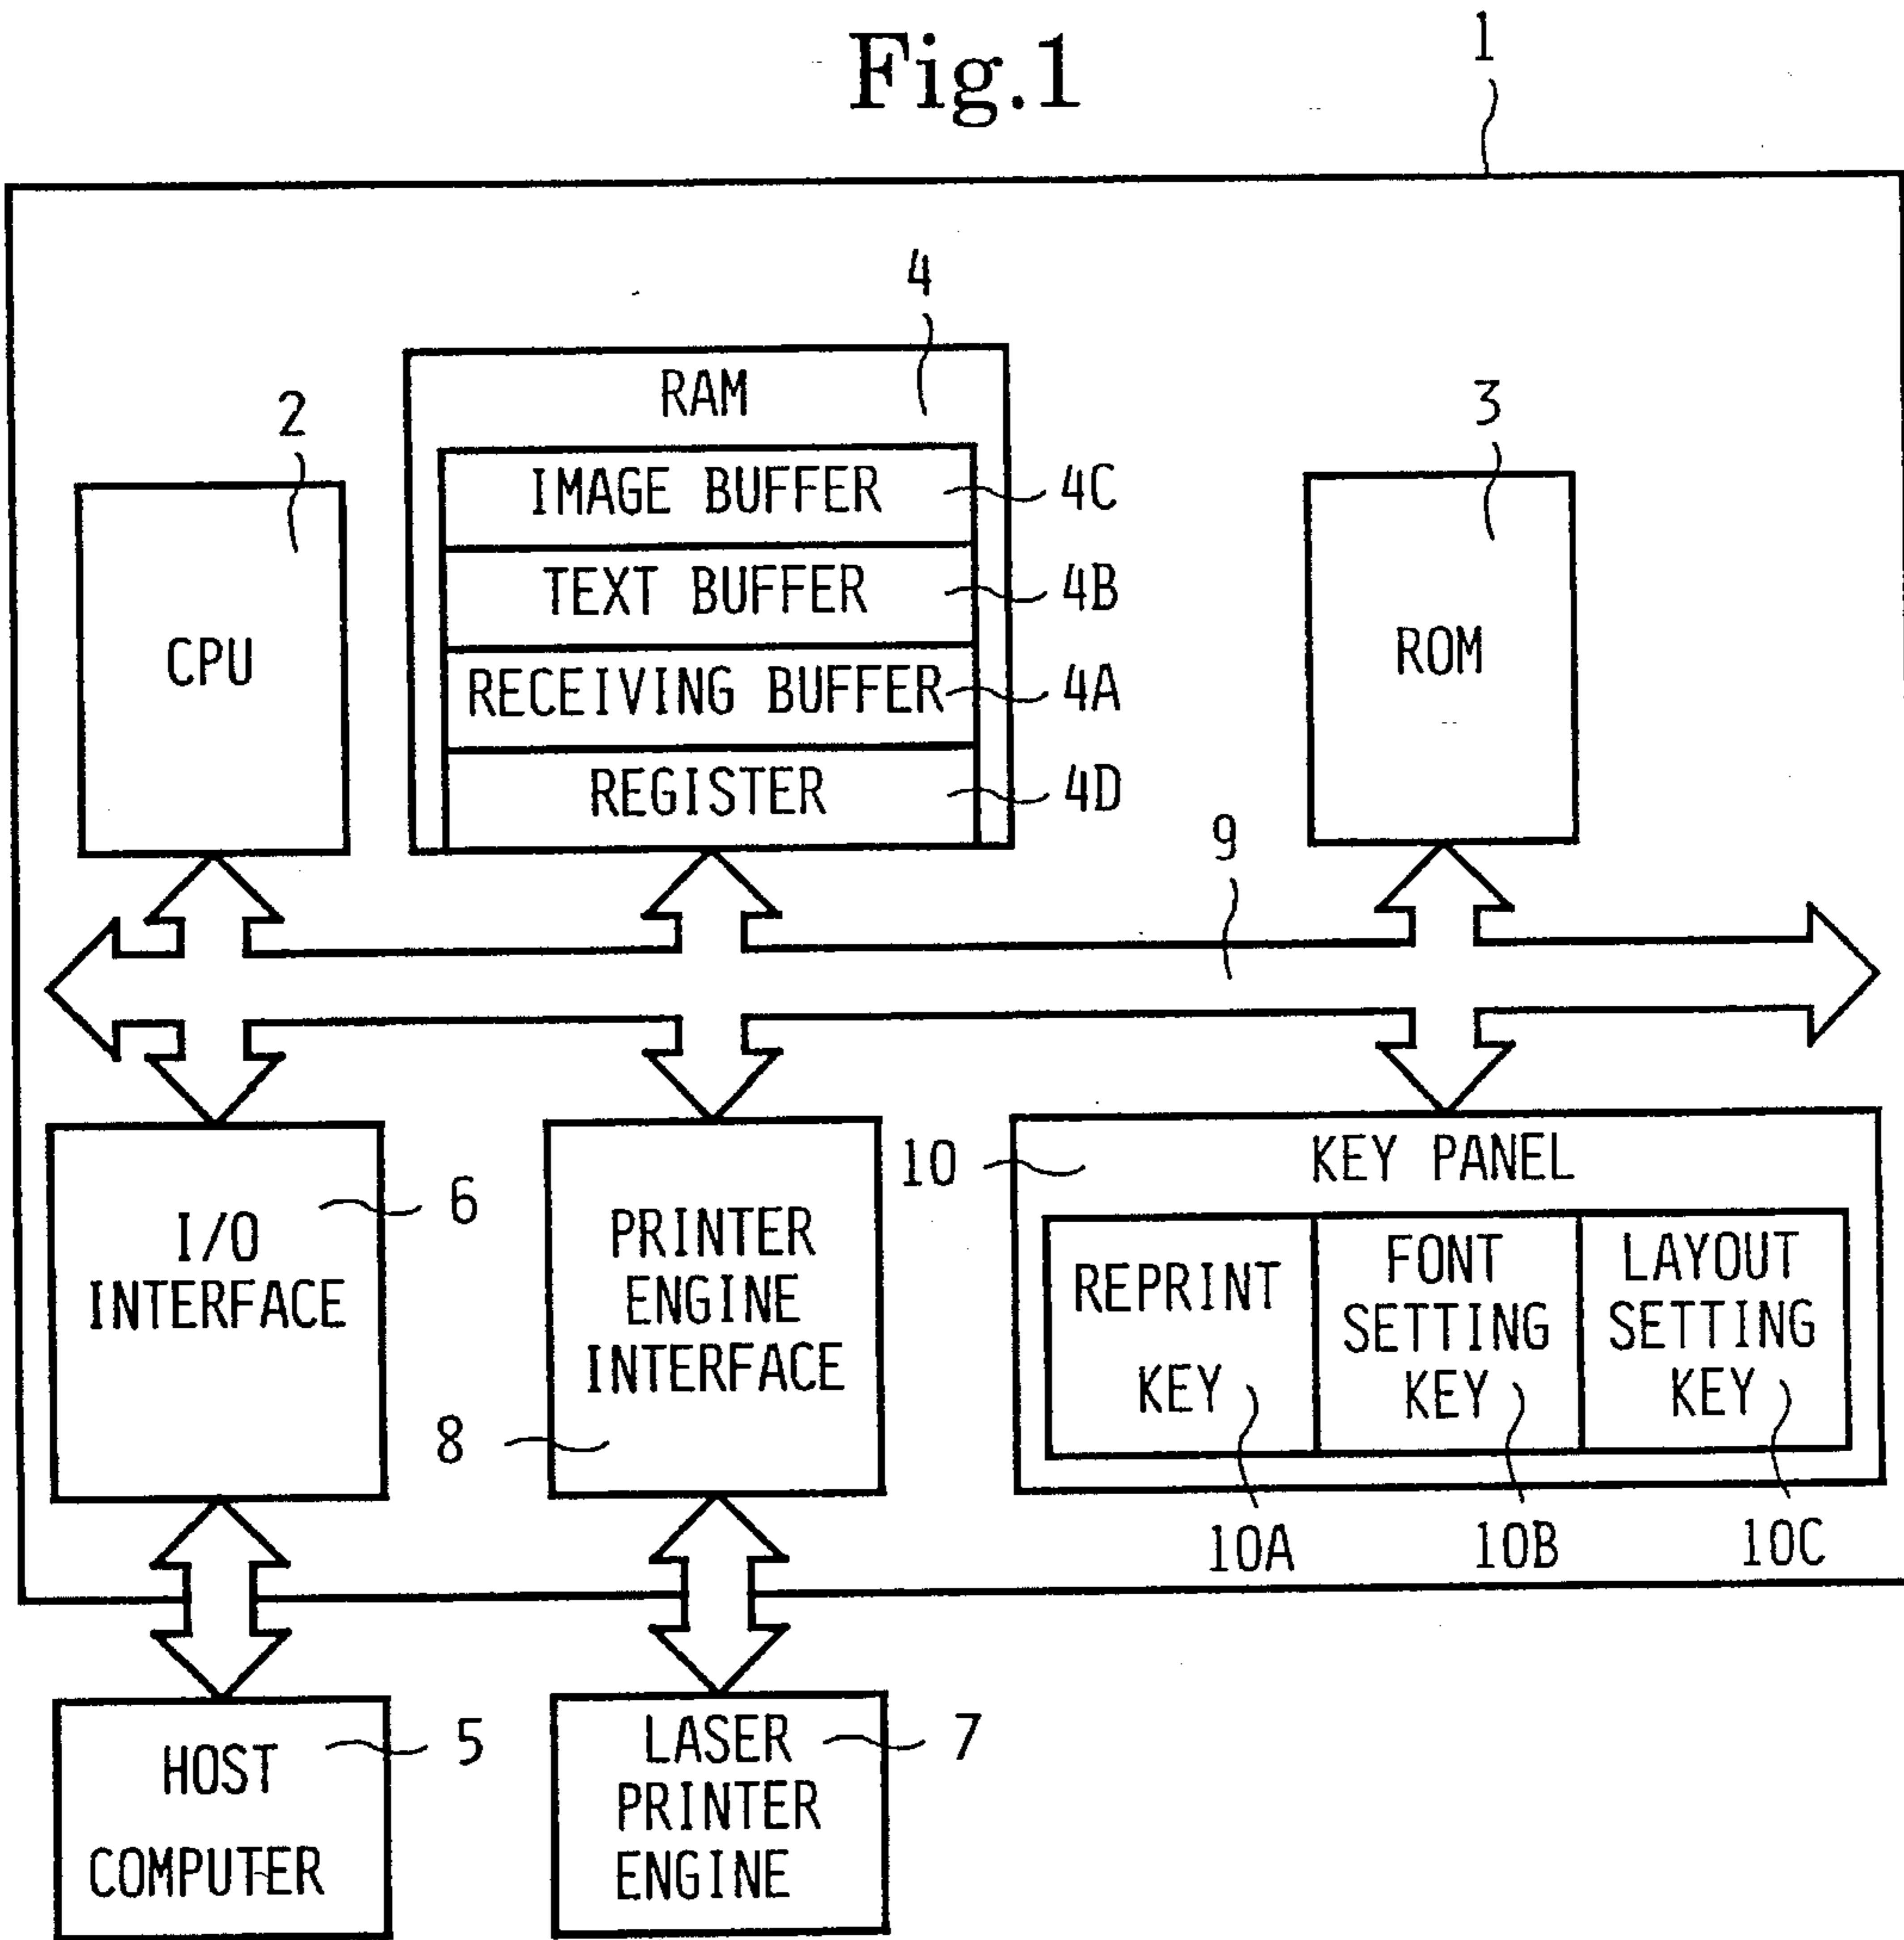 Fig.1
1
4
RAM
2
3
IMAGE BUFFER
4C
TEXT BUFFER
4B
CPU
ROM
RECEIVING BUFFER
4A
REGISTER
4D
9
10
KEY PANEL
6
I/O
INTERFACE
PRINTER
ENGINE
INTERFACE
8
REPRINT
KEY
FONT
SETTING
KEY
LAYOUT
SETTING
KEY
10A
10B
10C
5
HOST
COMPUTER
LASER
PRINTER
ENGINE
7